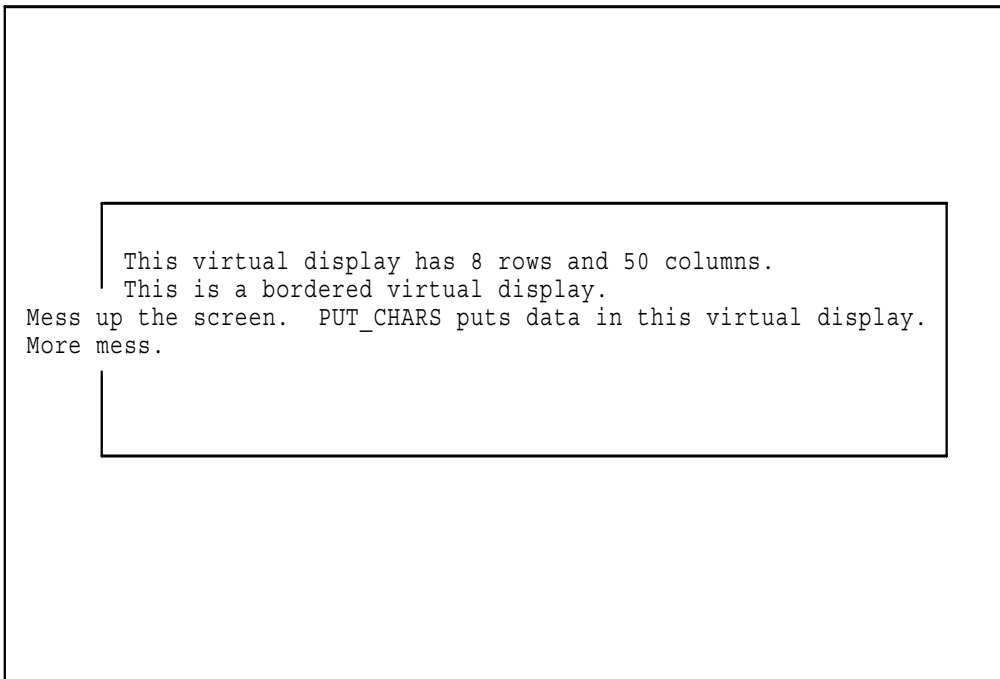 This virtual display has 8 rows and 50 columns.
This is a bordered virtual display.
Mess up the screen.  PUT_CHARS puts data in this virtual display.
More mess.